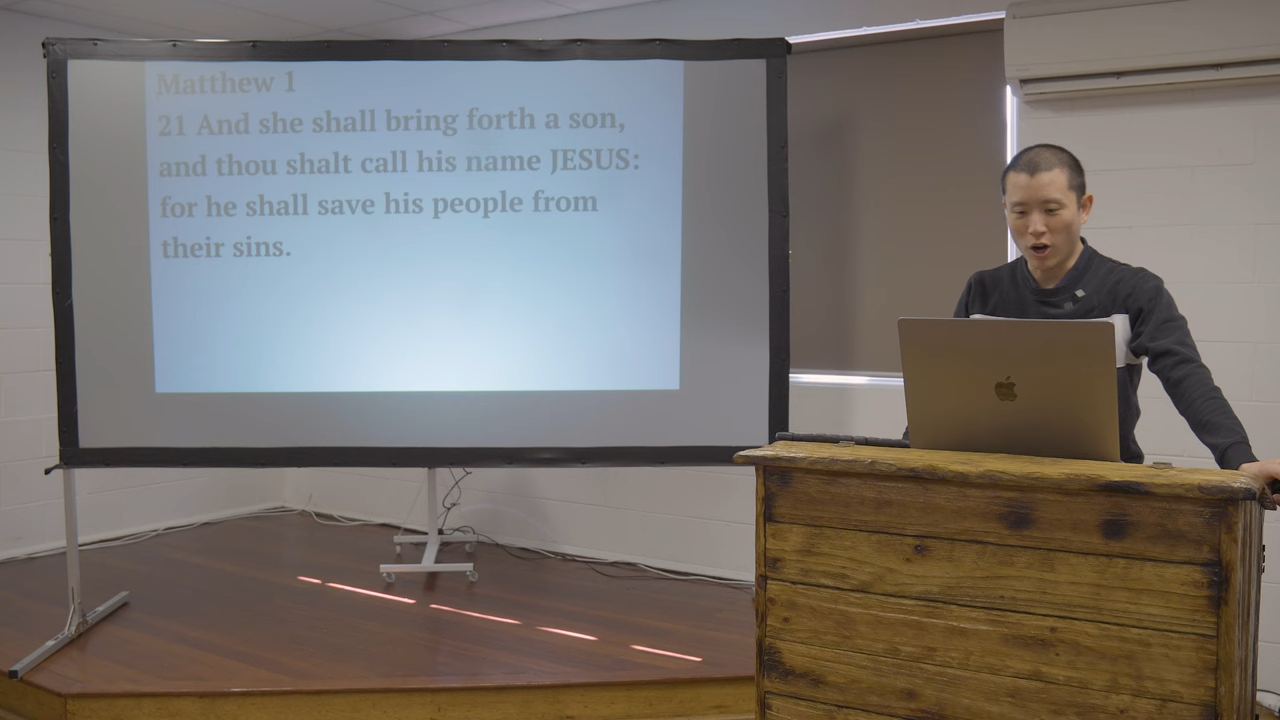 Matthew 1
21 And she shall bring forth a son,
and thou shalt call his name JESUS:
for he shall save his people from
their sins.